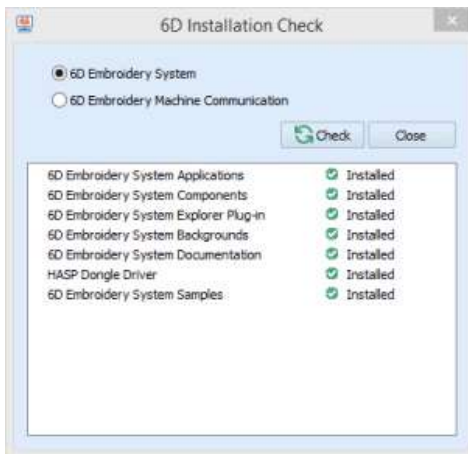 6D Installation Check
6D Embroidery System
6D Embroidery Machine Communication
Check Close
6D Embroidery System Applications Installed
6D Embroidery System Components Installed
6D Embroidery System Explorer Plug-in Installed
6D Embroidery System Backgrounds Installed
6D Embroidery System Documentation Installed
HASP Dongle Driver Installed
6D Embroidery System Samples Installed